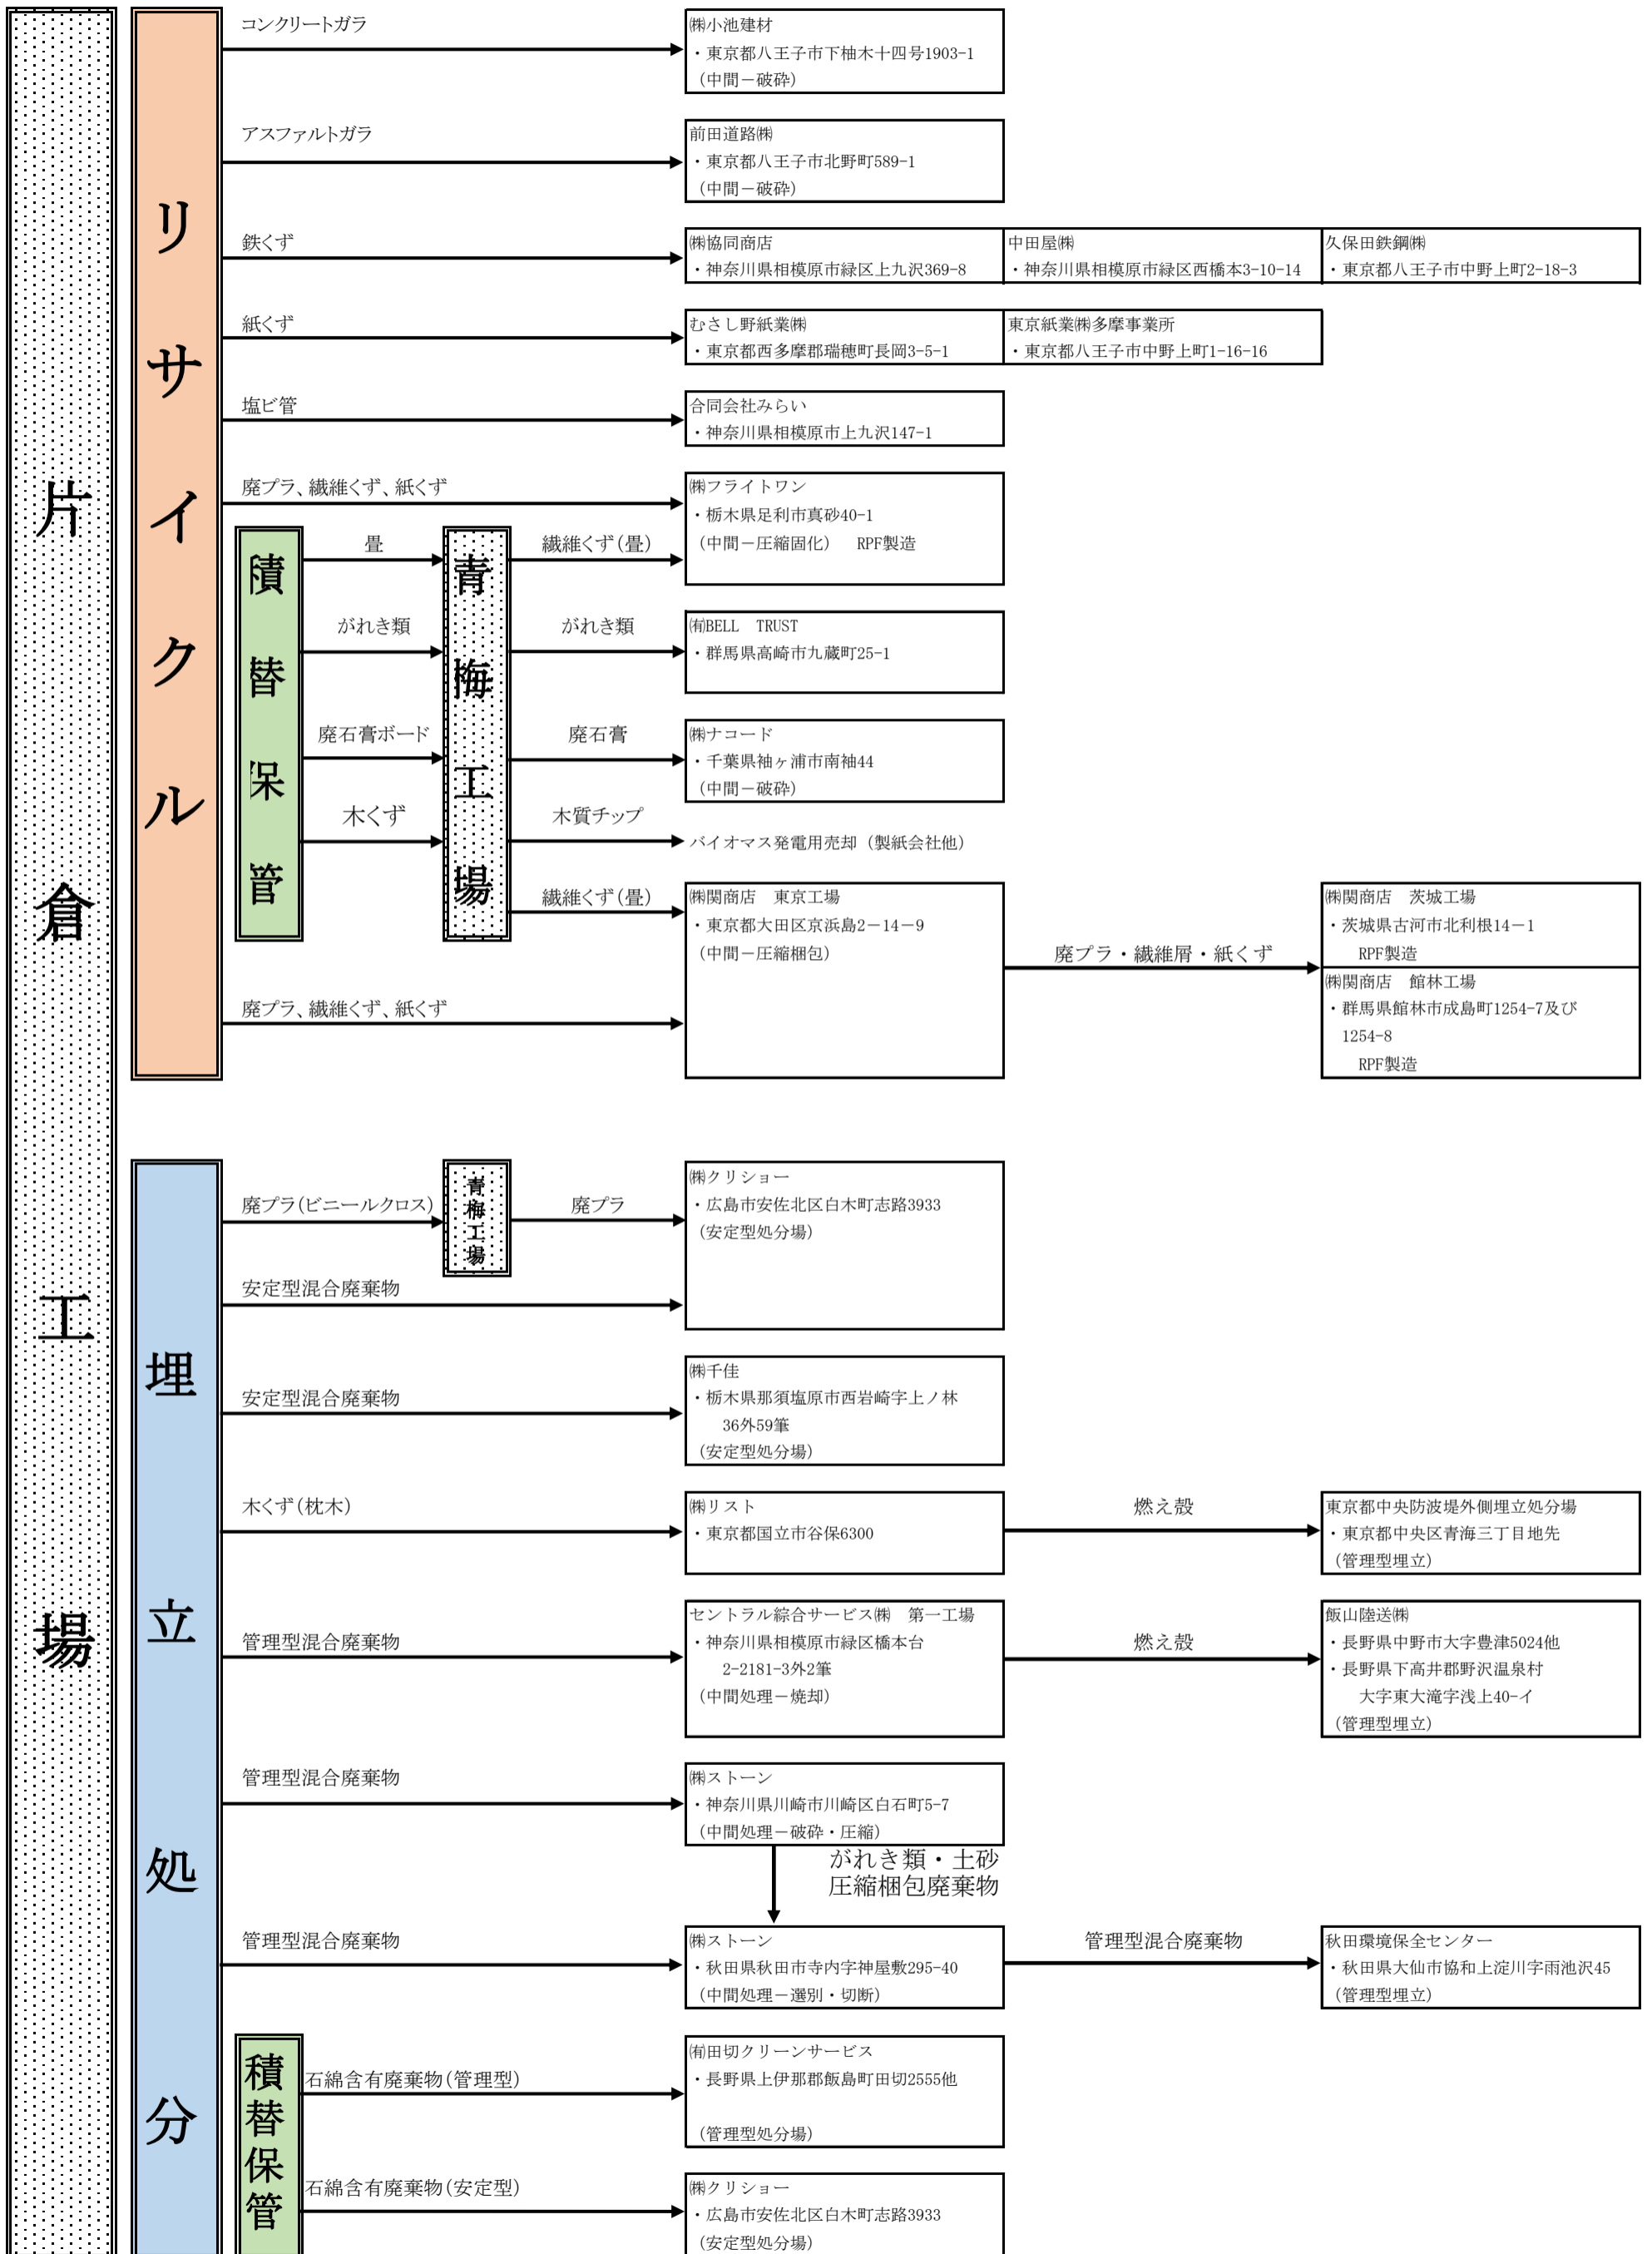 片倉工場
リサイクル
コンクリートガラ
㈱小池建材
・東京都八王子市下柚木十四号1903-1
(中間－破砕)
アスファルトガラ
前田道路㈱
・東京都八王子市北野町589-1
(中間－破砕)
鉄くず
㈱協同商店
・神奈川県相模原市緑区上九沢369-8
中田屋㈱
・神奈川県相模原市緑区西橋本3-10-14
久保田鉄鋼㈱
・東京都八王子市中野上町2-18-3
紙くず
むさし野紙業㈱
・東京都西多摩郡瑞穂町長岡3-5-1
東京紙業㈱多摩事業所
・東京都八王子市中野上町1-16-16
塩ビ管
合同会社みらい
・神奈川県相模原市上九沢147-1
廃プラ、繊維くず、紙くず
㈱フライトワン
・栃木県足利市真砂40-1
(中間－圧縮固化)　RPF製造
積替保管
畳
青梅工場
繊維くず(畳)
がれき類
がれき類
㈲BELL　TRUST
・群馬県高崎市九蔵町25-1
廃石膏ボード
廃石膏
㈱ナコード
・千葉県袖ヶ浦市南袖44
(中間－破砕)
木くず
木質チップ
バイオマス発電用売却（製紙会社他）
繊維くず(畳)
㈱関商店　東京工場
・東京都大田区京浜島2－14－9
(中間－圧縮梱包)
廃プラ・繊維屑・紙くず
㈱関商店　茨城工場
・茨城県古河市北利根14－1
RPF製造
㈱関商店　館林工場
・群馬県館林市成島町1254-7及び
1254-8
RPF製造
廃プラ、繊維くず、紙くず
埋立処分
廃プラ(ビニールクロス)
青梅工場
廃プラ
㈱クリショー
・広島市安佐北区白木町志路3933
(安定型処分場)
安定型混合廃棄物
安定型混合廃棄物
㈱千佳
・栃木県那須塩原市西岩崎字上ノ林
36外59筆
(安定型処分場)
木くず(枕木)
㈱リスト
・東京都国立市谷保6300
燃え殻
東京都中央防波堤外側埋立処分場
・東京都中央区青海三丁目地先
(管理型埋立)
管理型混合廃棄物
セントラル綜合サービス㈱　第一工場
・神奈川県相模原市緑区橋本台
2-2181-3外2筆
(中間処理－焼却)
燃え殻
飯山陸送㈱
・長野県中野市大字豊津5024他
・長野県下高井郡野沢温泉村
大字東大滝字浅上40-イ
(管理型埋立)
管理型混合廃棄物
㈱ストーン
・神奈川県川崎市川崎区白石町5-7
(中間処理－破砕・圧縮)
がれき類・土砂
圧縮梱包廃棄物
管理型混合廃棄物
㈱ストーン
・秋田県秋田市寺内字神屋敷295-40
(中間処理－選別・切断)
管理型混合廃棄物
秋田環境保全センター
・秋田県大仙市協和上淀川字雨池沢45
(管理型埋立)
積替保管
石綿含有廃棄物(管理型)
㈲田切クリーンサービス
・長野県上伊那郡飯島町田切2555他
(管理型処分場)
石綿含有廃棄物(安定型)
㈱クリショー
・広島市安佐北区白木町志路3933
(安定型処分場)